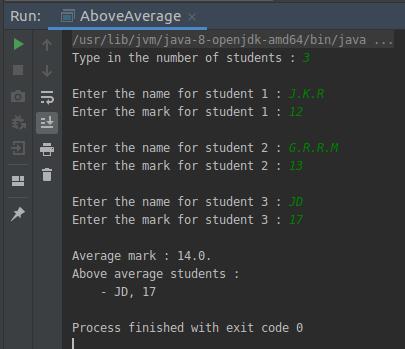 Run: AboveAverage ×
/usr/lib/jvm/java-8-openjdk-amd64/bin/java ...
Type in the number of students : 3
Enter the name for student 1 : J.K.R
Enter the mark for student 1 : 12
Enter the name for student 2 : G.R.R.M
Enter the mark for student 2 : 13
Enter the name for student 3 : JD
Enter the mark for student 3 : 17
Average mark : 14.0.
Above average students :
- JD, 17
Process finished with exit code 0